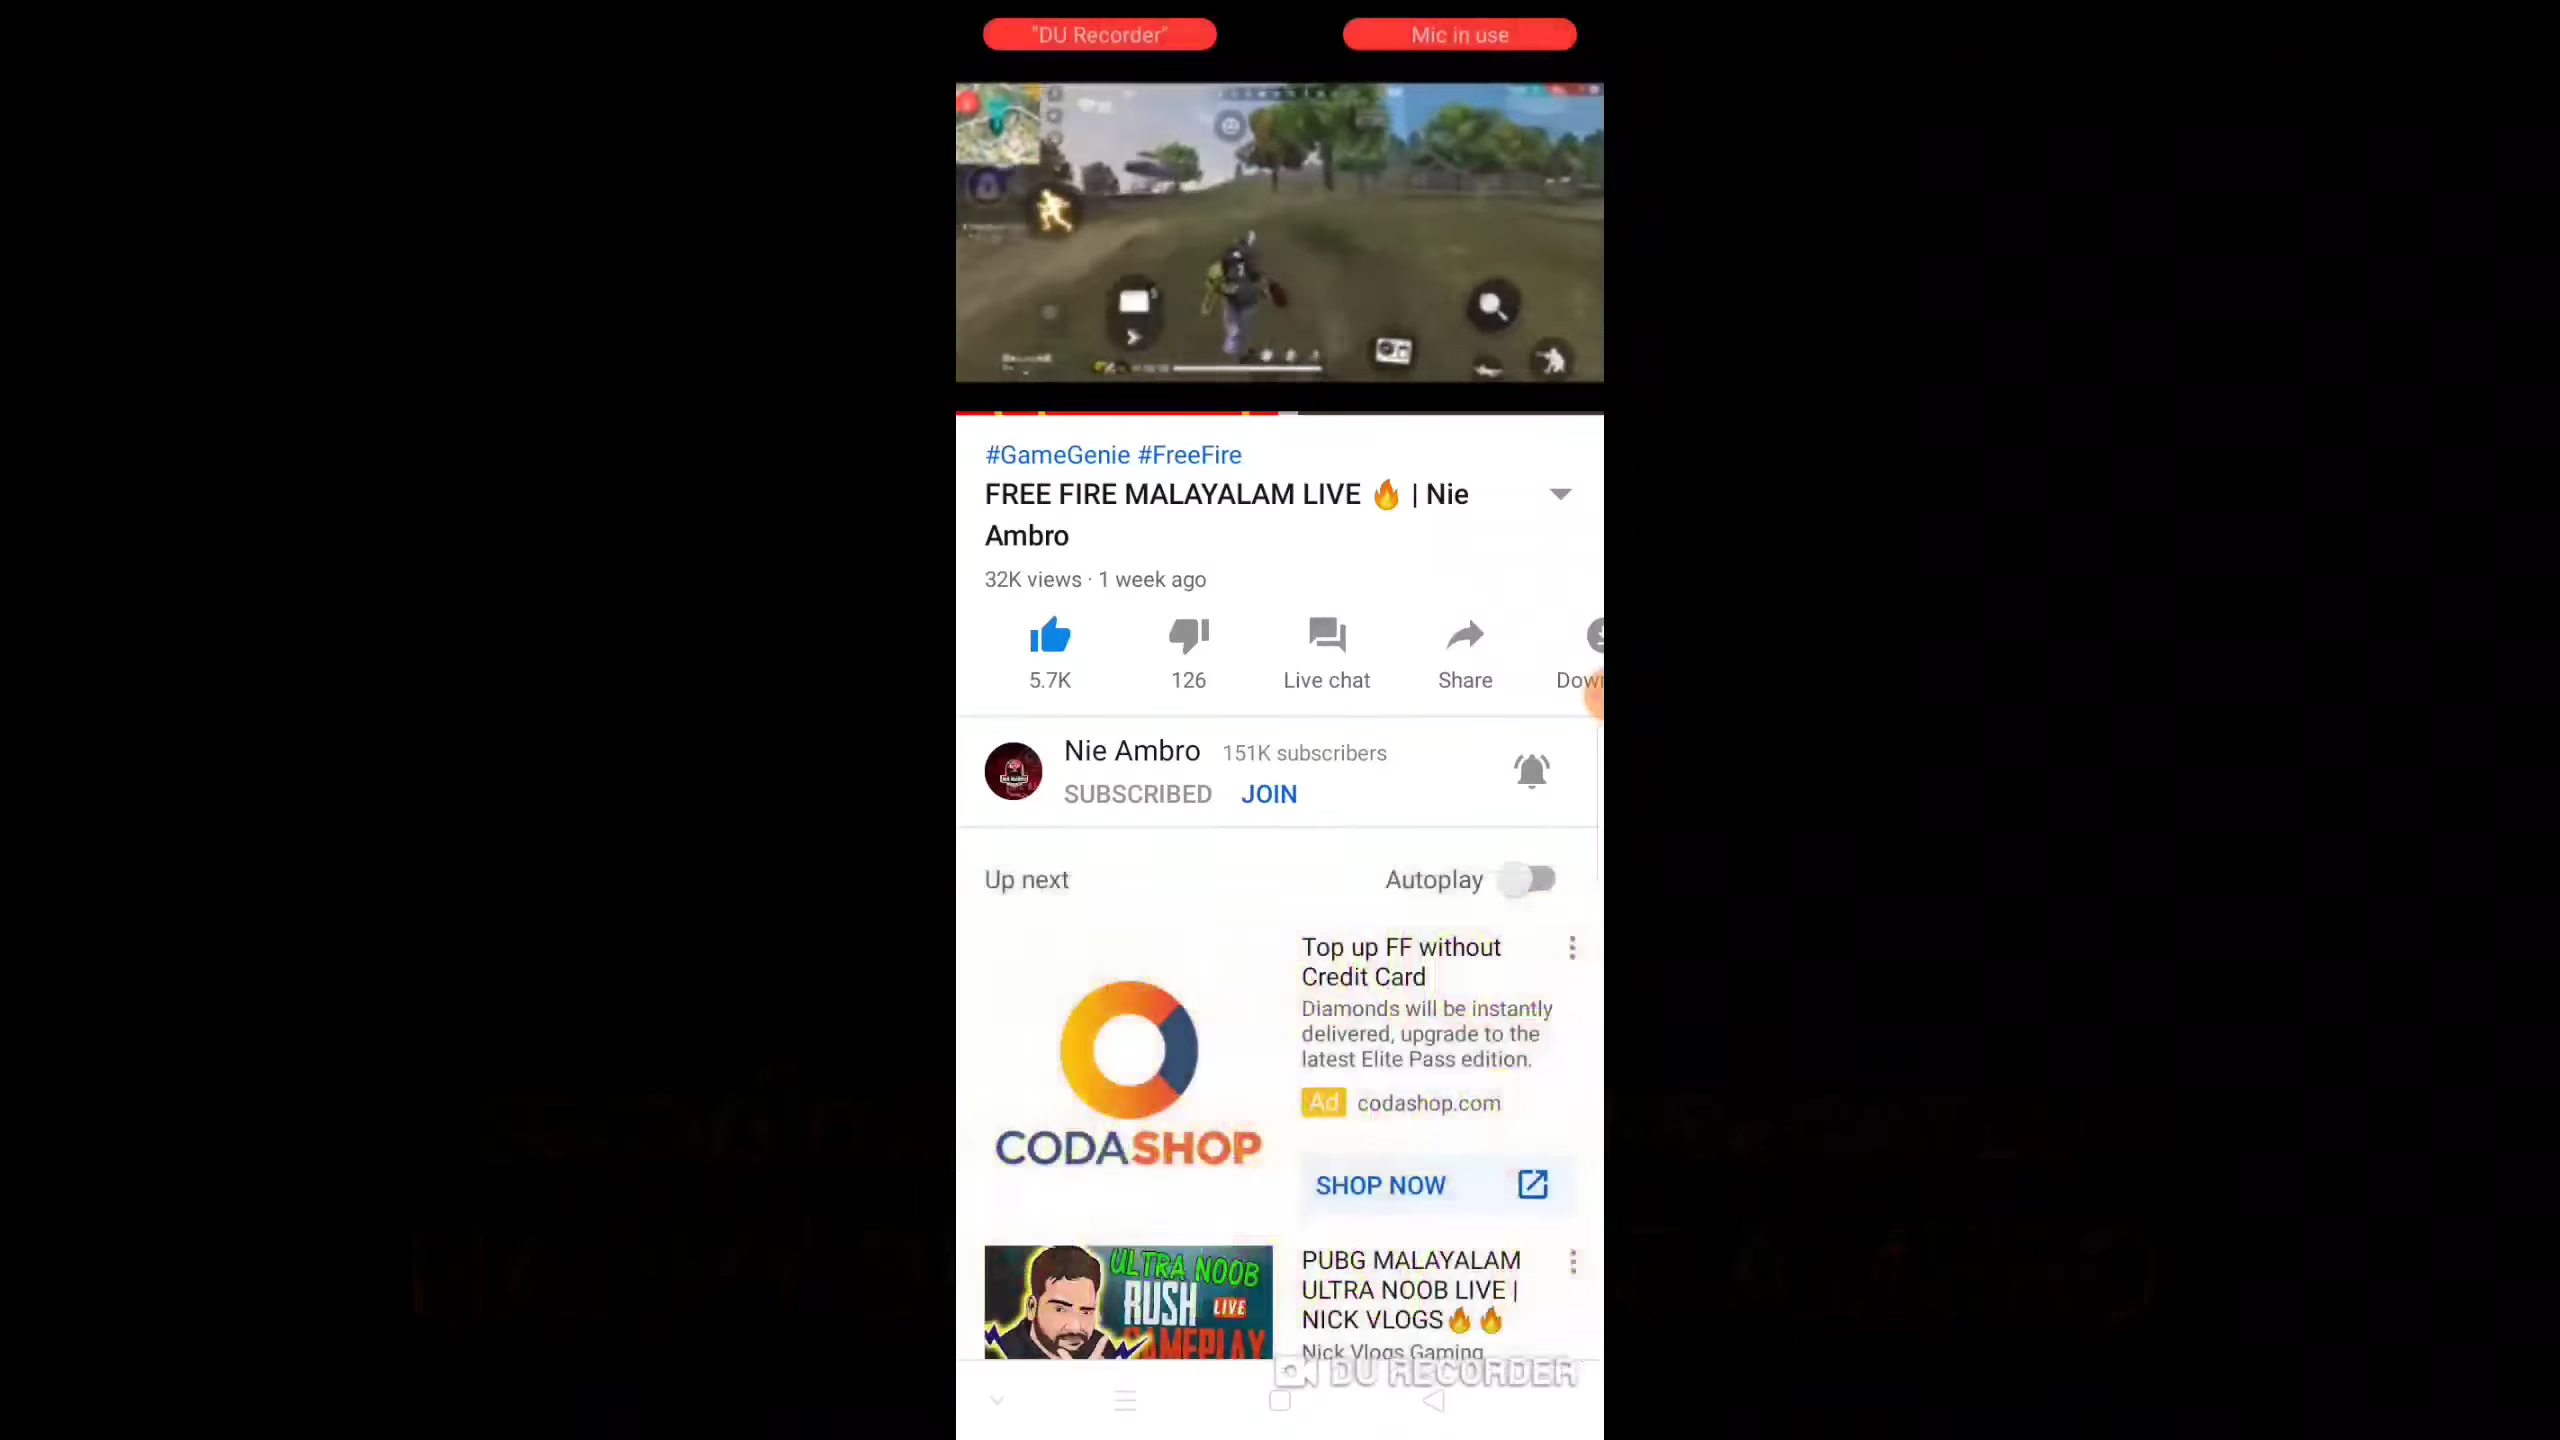 "DU Recorder"
Mic in use
#GameGenie #FreeFire
FREE FIRE MALAYALAM LIVE 🔥 | Nie
Ambro
32K views · 1 week ago
5.7K
126
Live chat
Share
Down
Nie Ambro 151K subscribers
SUBSCRIBED JOIN
Up next
Autoplay
Top up FF without
Credit Card
Diamonds will be instantly
delivered, upgrade to the
latest Elite Pass edition.
Ad codashop.com
CODASHOP
SHOP NOW
ULTRA NOOB
RUSH LIVE
GAMEPLAY
PUBG MALAYALAM
ULTRA NOOB LIVE |
NICK VLOGS🔥🔥
Nick Vlogs Gaming
DU RECORDER